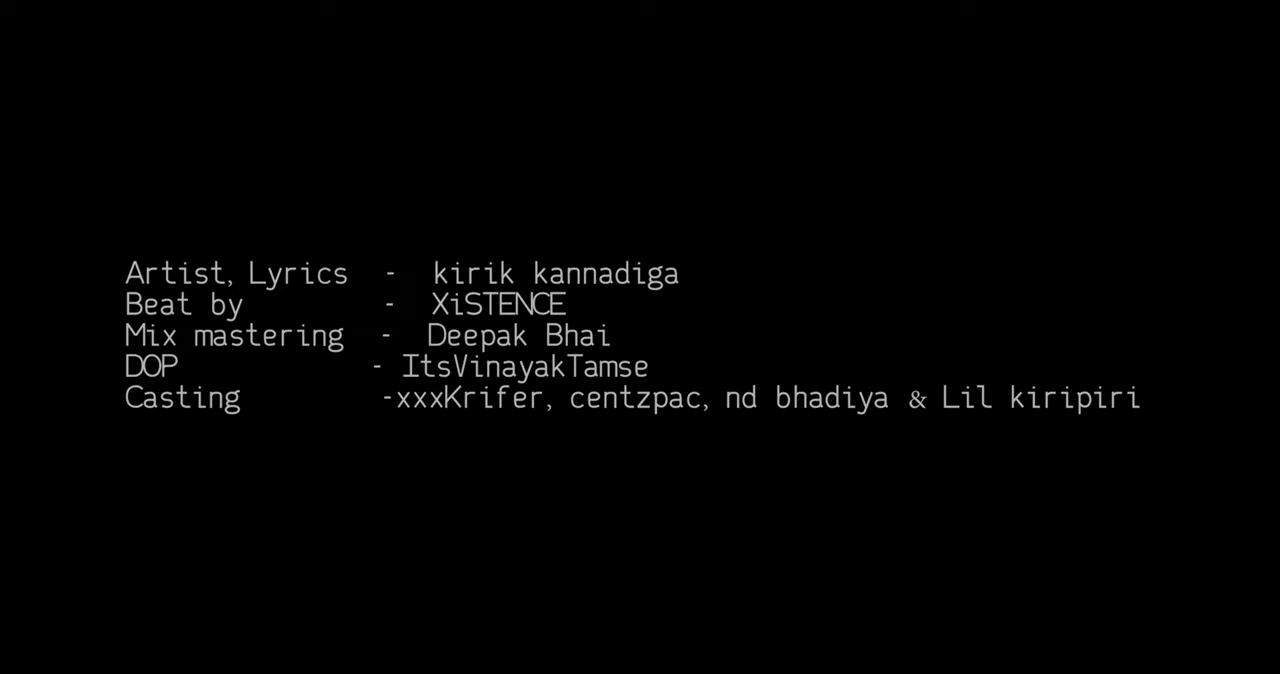 Artist, Lyrics - kirik kannadiga
Beat by - XiSTENCE
Mix mastering - Deepak Bhai
DOP - ItsVinayakTamse
Casting -xxxKrifer, centzpac, nd bhadiya & Lil kiripiri